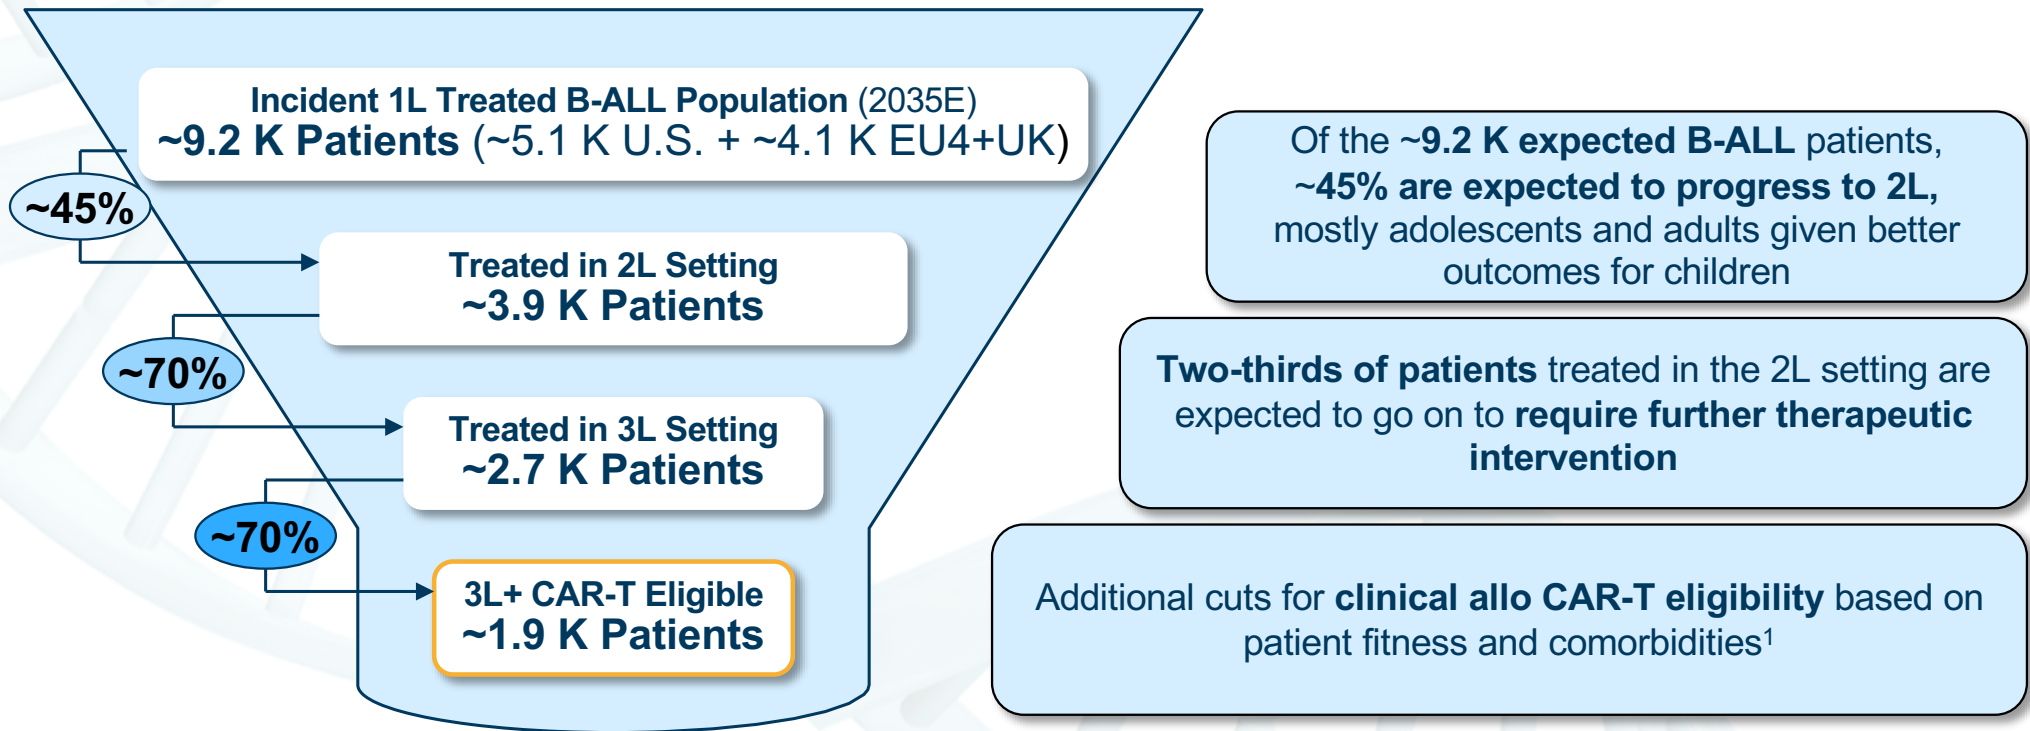 Incident 1L Treated B-ALL Population (2035E)
~9.2 K Patients (~5.1 K U.S. + ~4.1 K EU4+UK)
~45%
Treated in 2L Setting
~3.9 K Patients
~70%
Treated in 3L Setting
~2.7 K Patients
~70%
3L+ CAR-T Eligible
~1.9 K Patients
Of the ~9.2 K expected B-ALL patients,
~45% are expected to progress to 2L,
mostly adolescents and adults given better
outcomes for children
Two-thirds of patients treated in the 2L setting are
expected to go on to require further therapeutic
intervention
Additional cuts for clinical allo CAR-T eligibility based on
patient fitness and comorbidities¹